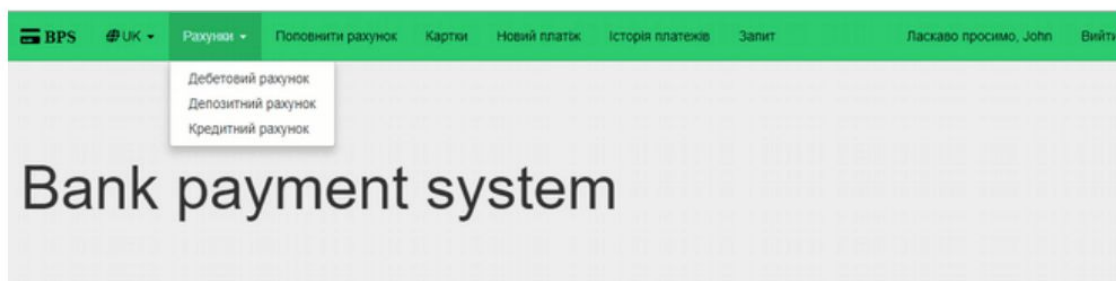 BPS UK Рахунки Поповнити рахунок Картки Новий платіж Історія платежів Запит Ласкаво просимо, John Вийти
Дебетовий рахунок
Депозитний рахунок
Кредитний рахунок
Bank payment system